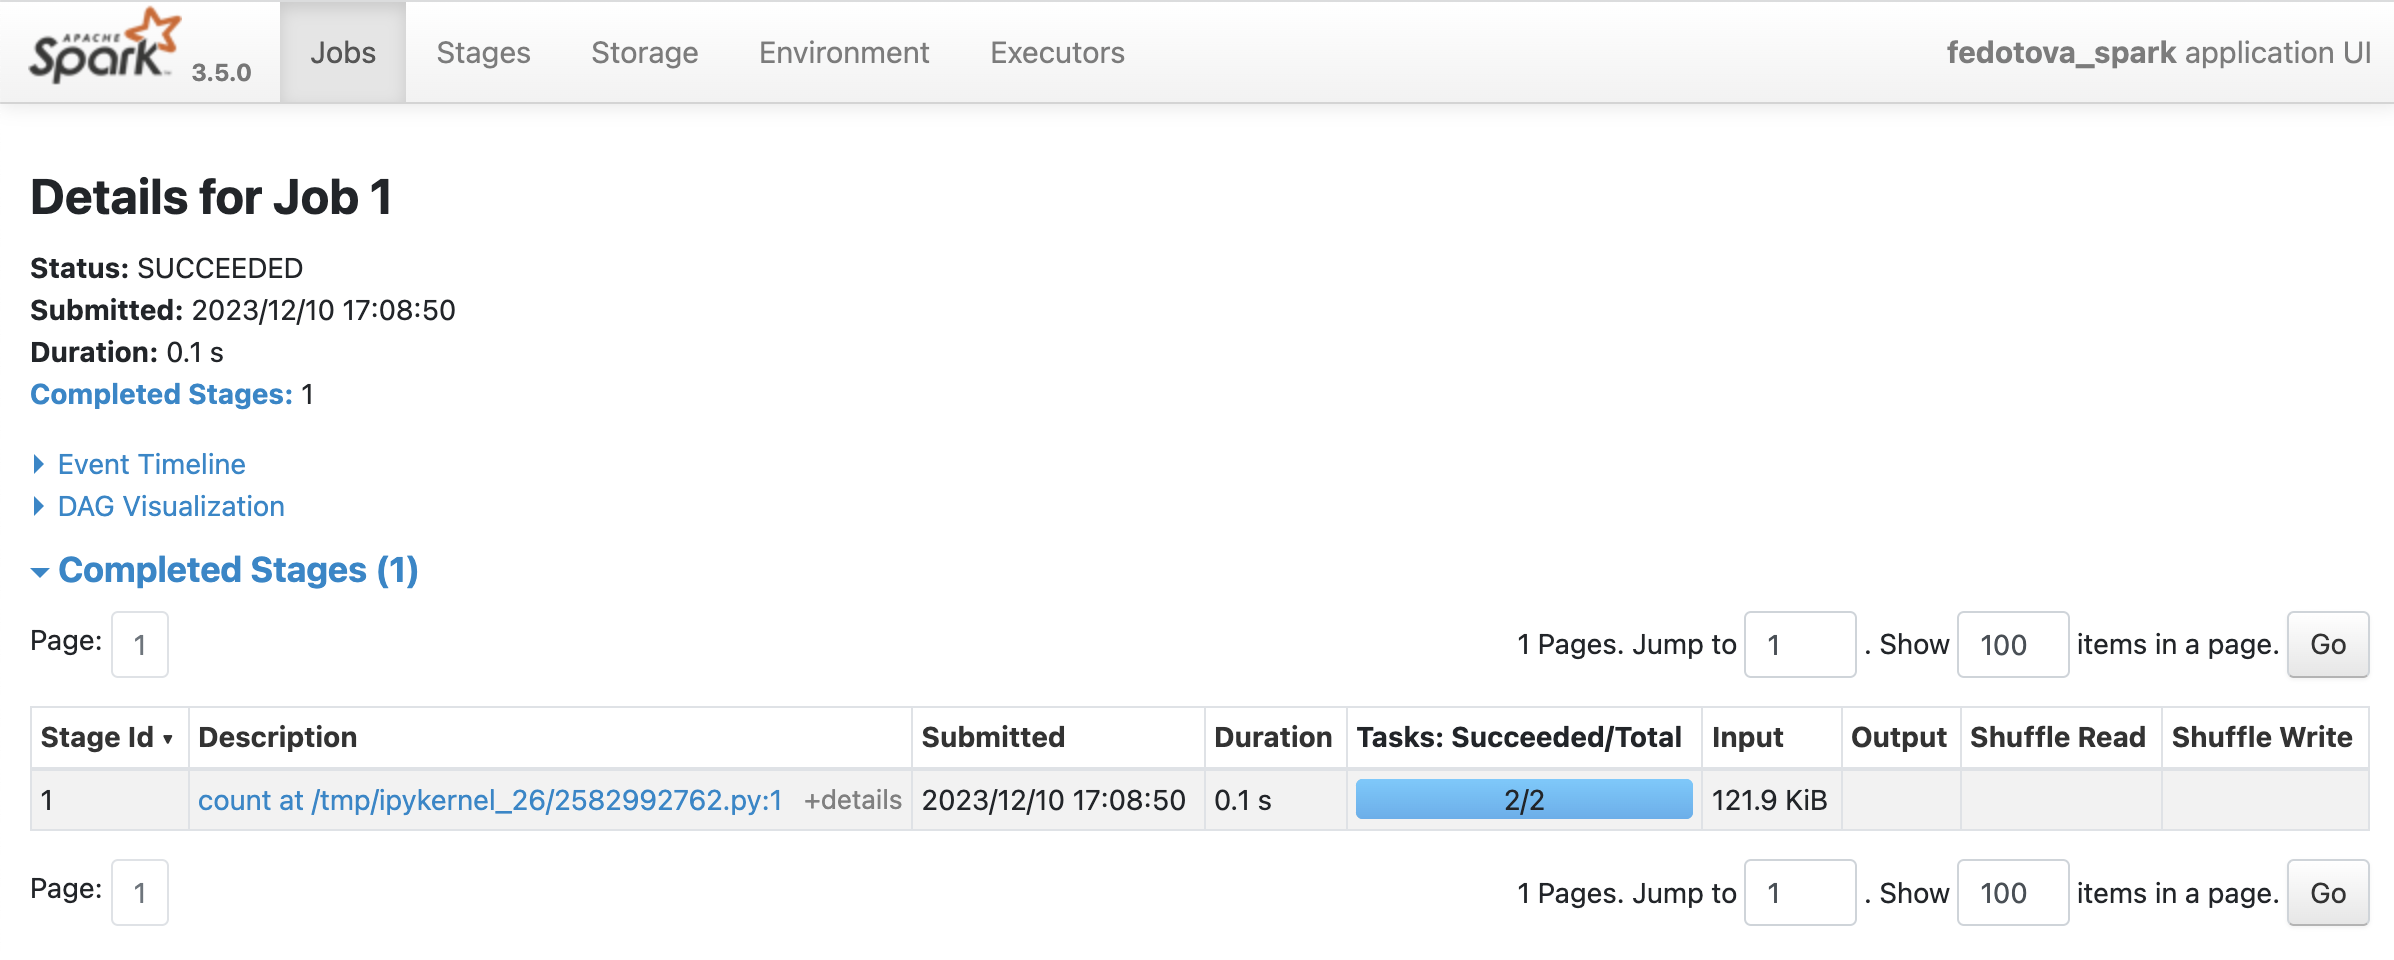 APACHE Spark™ 3.5.0 Jobs Stages Storage Environment Executors fedotova_spark application UI
Details for Job 1
Status: SUCCEEDED
Submitted: 2023/12/10 17:08:50
Duration: 0.1 s
Completed Stages: 1
Event Timeline
DAG Visualization
Completed Stages (1)
Page: 1 1 Pages. Jump to 1 . Show 100 items in a page. Go
Stage Id ▾ Description Submitted Duration Tasks: Succeeded/Total Input Output Shuffle Read Shuffle Write
1 count at /tmp/ipykernel_26/2582992762.py:1 +details 2023/12/10 17:08:50 0.1 s 2/2 121.9 KiB
Page: 1 1 Pages. Jump to 1 . Show 100 items in a page. Go